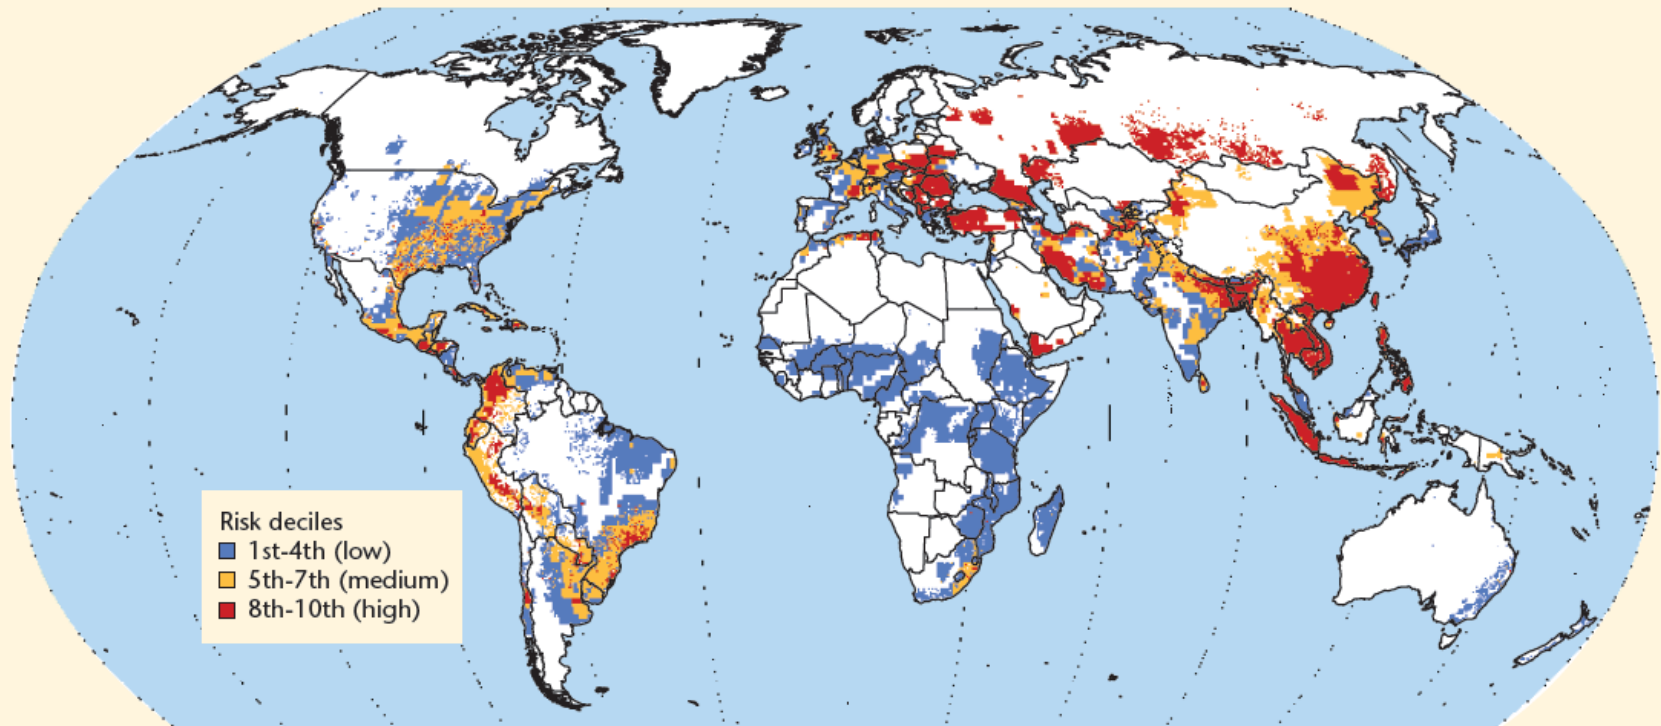 Risk deciles
1st-4th (low)
5th-7th (medium)
8th-10th (high)